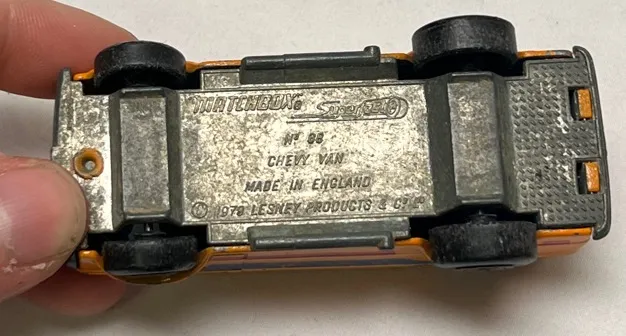 MATCHBOX®
Superfast
Nº 68
CHEVY VAN
MADE IN ENGLAND
© 1979 LESNEY PRODUCTS & Cº Lᵀᴰ